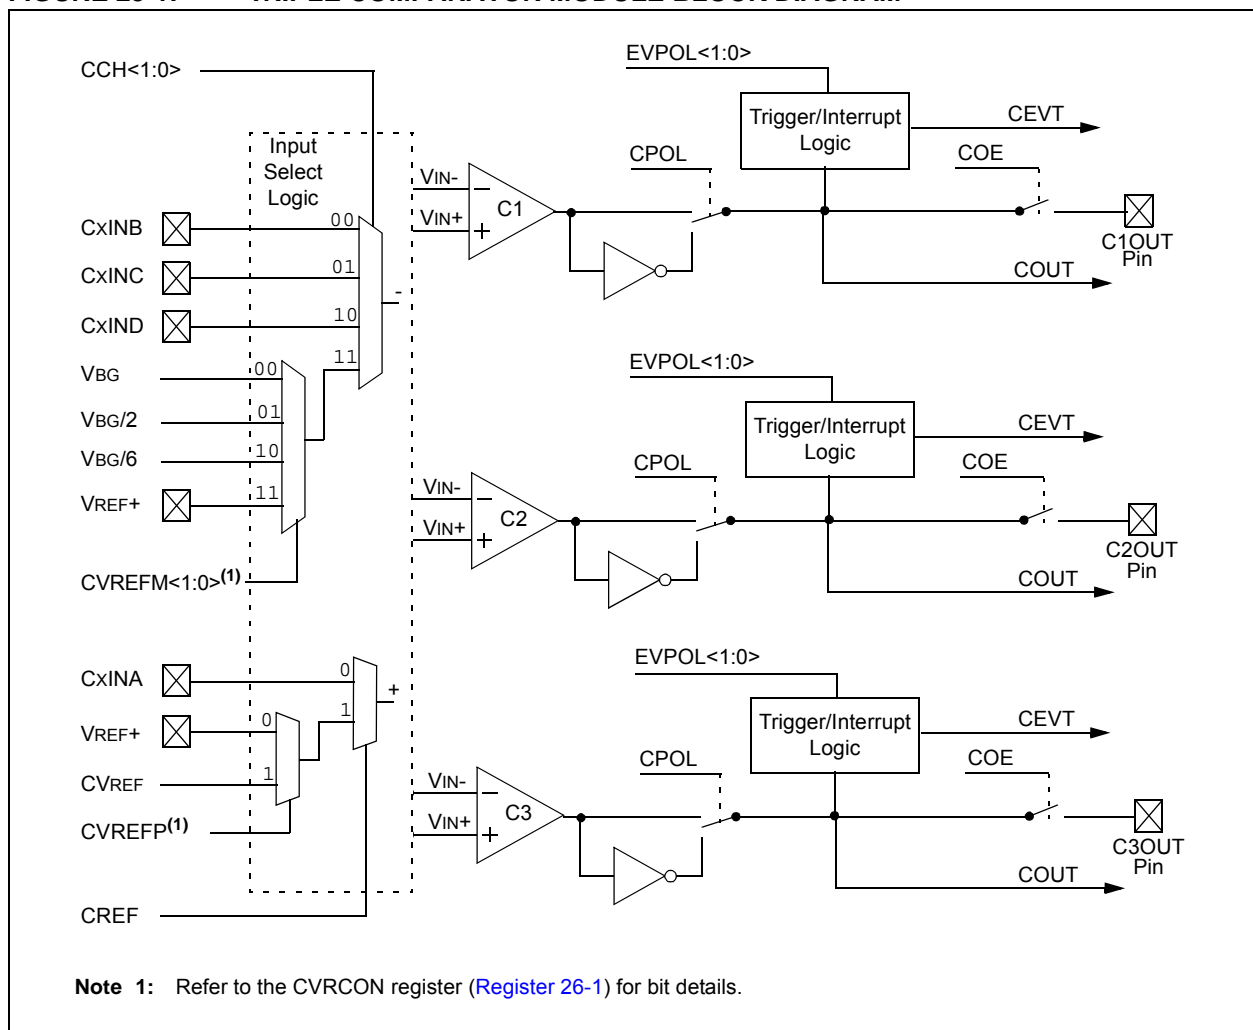 CCH<1:0>
Input
Select
Logic
CxINB
00
CxINC
01
CxIND
10
11
-
VBG
00
VBG/2
01
VBG/6
10
VREF+
11
CVREFM<1:0>(1)
CxINA
0
+
VREF+
0
1
CVREF
1
CVREFP(1)
CREF
EVPOL<1:0>
Trigger/Interrupt
Logic
CEVT
CPOL
COE
VIN-
VIN+
−
+
C1
C1OUT
Pin
COUT
EVPOL<1:0>
Trigger/Interrupt
Logic
CEVT
CPOL
COE
VIN-
VIN+
−
+
C2
C2OUT
Pin
COUT
EVPOL<1:0>
Trigger/Interrupt
Logic
CEVT
CPOL
COE
VIN-
VIN+
−
+
C3
C3OUT
Pin
COUT
Note 1: Refer to the CVRCON register (Register 26-1) for bit details.